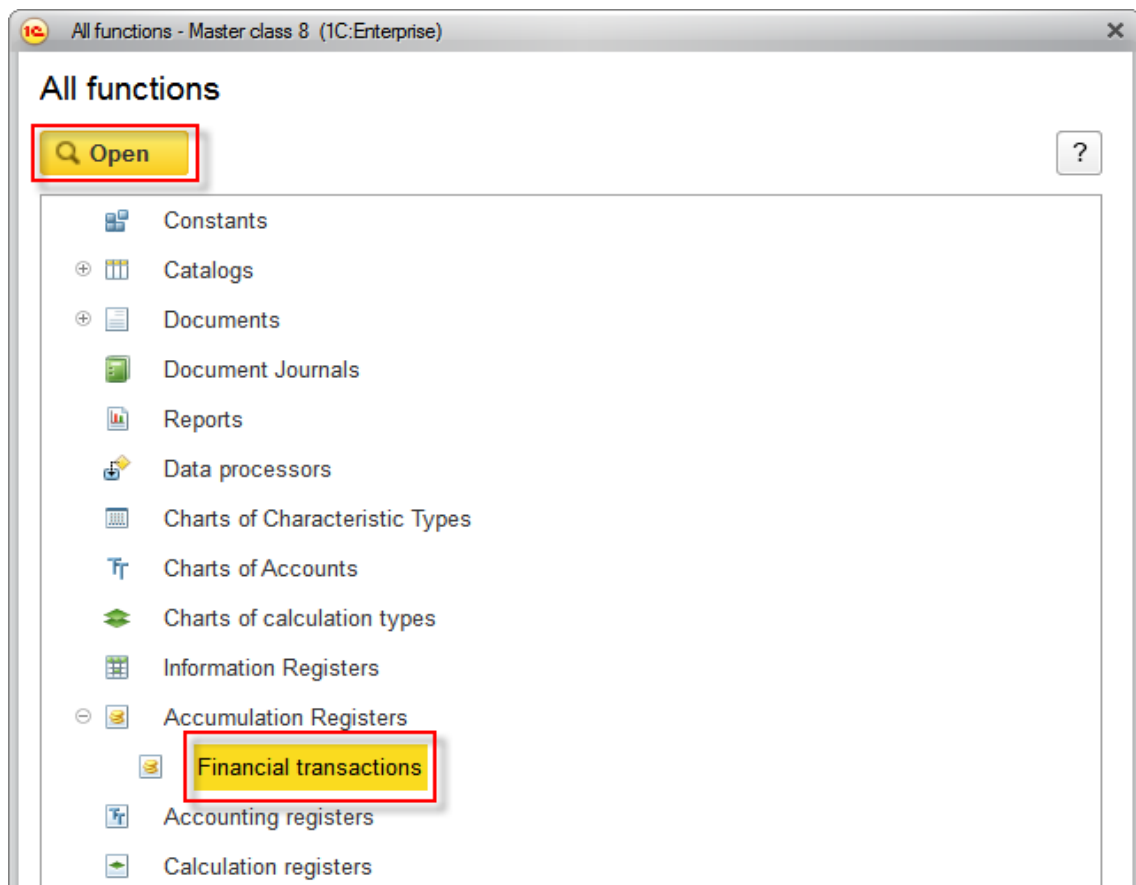 1C All functions - Master class 8 (1C:Enterprise)
All functions
Open
?
Constants
Catalogs
Documents
Document Journals
Reports
Data processors
Charts of Characteristic Types
Charts of Accounts
Charts of calculation types
Information Registers
Accumulation Registers
Financial transactions
Accounting registers
Calculation registers